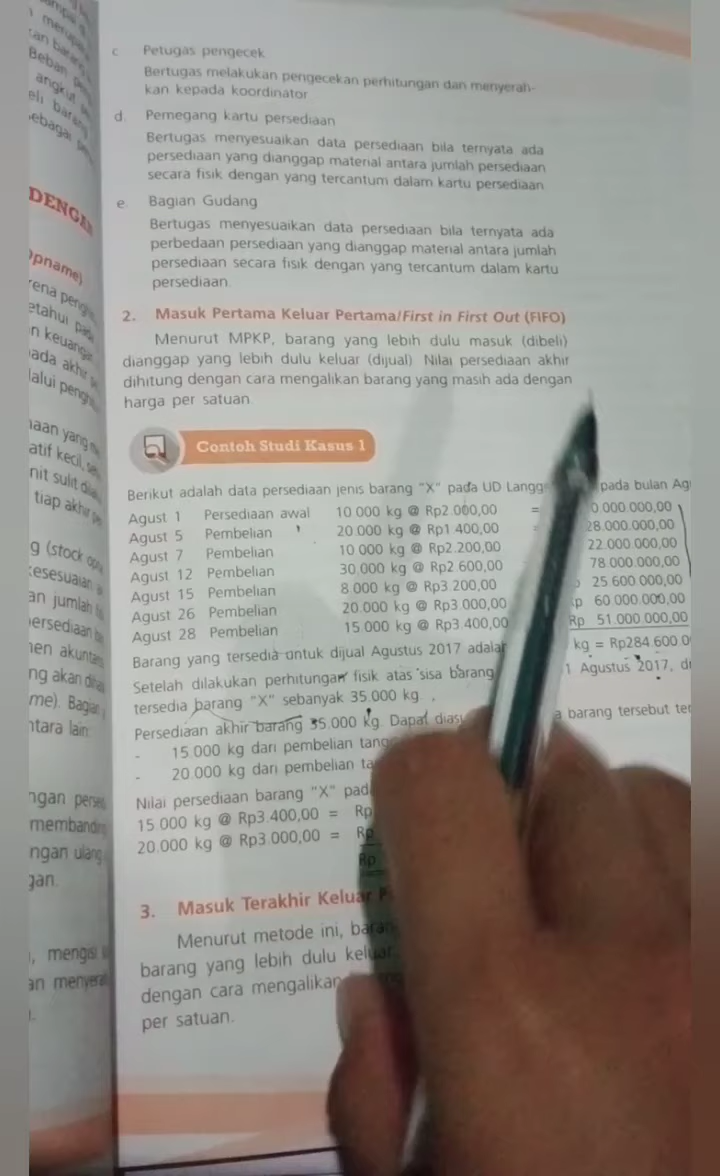 c Petugas pengecek
Bertugas melakukan pengecekan perhitungan dan menyerah-
kan kepada koordinator
d. Pemegang kartu persediaan
Bertugas menyesuaikan data persediaan bila ternyata ada
persediaan yang dianggap material antara jumlah persediaan
secara fisik dengan yang tercantum dalam kartu persediaan
e. Bagian Gudang
Bertugas menyesuaikan data persediaan bila ternyata ada
perbedaan persediaan yang dianggap material antara jumlah
persediaan secara fisik dengan yang tercantum dalam kartu
persediaan.
2. Masuk Pertama Keluar Pertama/First in First Out (FIFO)
Menurut MPKP, barang yang lebih dulu masuk (dibeli)
dianggap yang lebih dulu keluar (dijual). Nilai persediaan akhir
dihitung dengan cara mengalikan barang yang masih ada dengan
harga per satuan.
Contoh Studi Kasus 1
Berikut adalah data persediaan jenis barang "X" pada UD Langg pada bulan Ag
Agust 1 Persediaan awal 10.000 kg @ Rp2.000,00 = 0.000.000,00
Agust 5 Pembelian 20.000 kg @ Rp1.400,00 28.000.000,00
Agust 7 Pembelian 10.000 kg @ Rp2.200,00 22.000.000,00
Agust 12 Pembelian 30.000 kg @ Rp2.600,00 78.000.000,00
Agust 15 Pembelian 8.000 kg @ Rp3.200,00 25.600.000,00
Agust 26 Pembelian 20.000 kg @ Rp3.000,00 p 60.000.000,00
Agust 28 Pembelian 15.000 kg @ Rp3.400,00 Rp 51.000.000,00
Barang yang tersedia untuk dijual Agustus 2017 adala kg = Rp284.600.0
Setelah dilakukan perhitungan fisik atas sisa barang 1 Agustus 2017, di
tersedia barang "X" sebanyak 35.000 kg.
Persediaan akhir barang 35.000 kg. Dapat diasu a barang tersebut ter
- 15.000 kg dari pembelian tang
- 20.000 kg dari pembelian ta
Nilai persediaan barang "X" pad
15.000 kg @ Rp3.400,00 = Rp
20.000 kg @ Rp3.000,00 = Rp
Rp
3. Masuk Terakhir Keluar P
Menurut metode ini, baran
barang yang lebih dulu keluar
dengan cara mengalikan
per satuan.